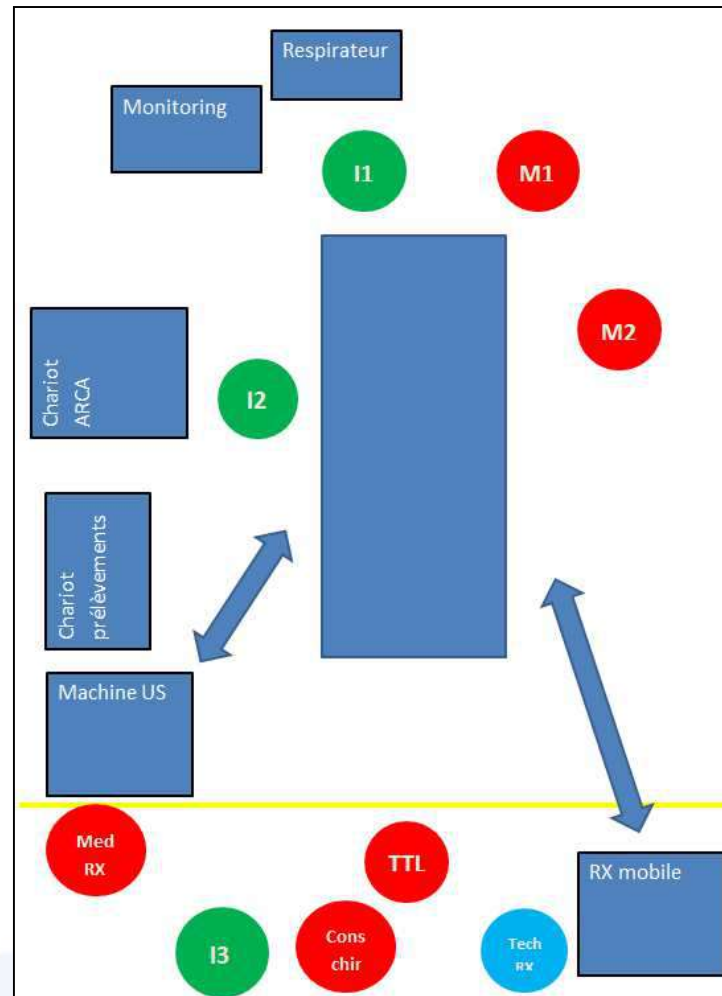 Respirateur
Monitoring
I1
M1
M2
Chariot
ARCA
I2
Chariot
prélèvements
Machine US
Med
RX
TTL
RX mobile
I3
Cons
chir
Tech
RX